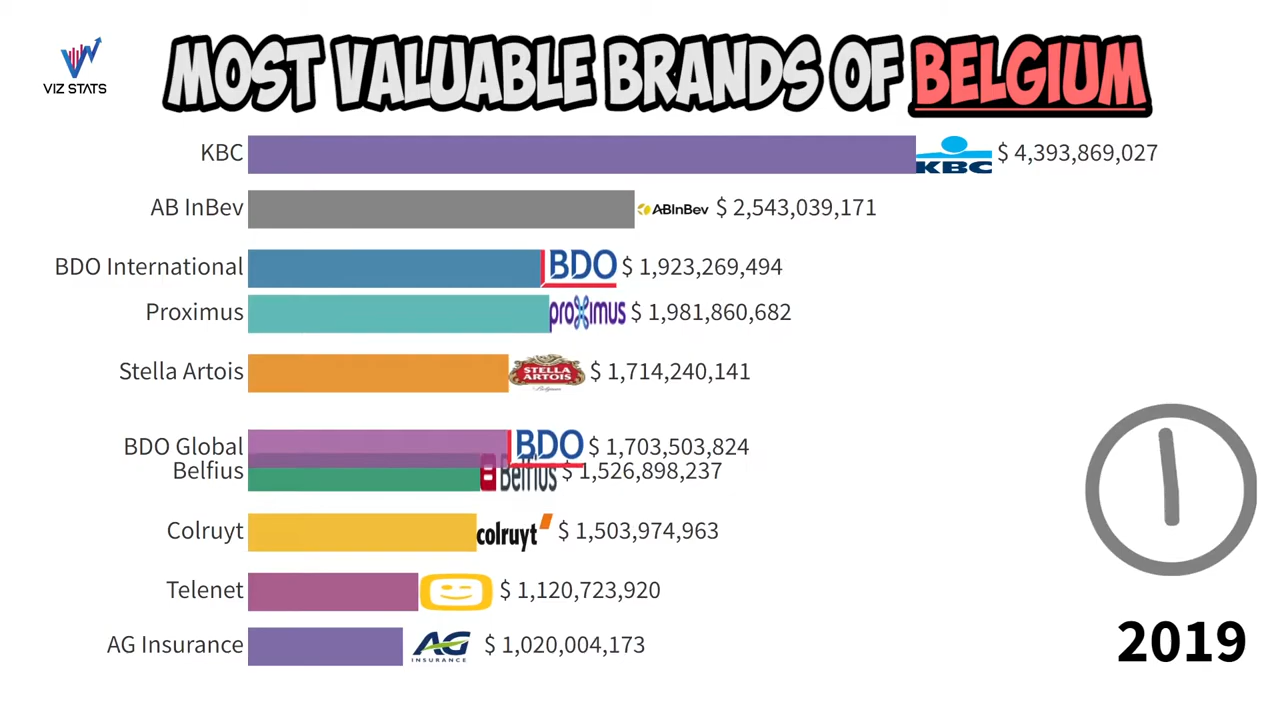 MOST VALUABLE BRANDS OF BELGIUM
VIZ STATS
KBC KBC $ 4,393,869,027
AB InBev ABInBev $ 2,543,039,171
BDO International BDO $ 1,923,269,494
Proximus proximus $ 1,981,860,682
Stella Artois STELLA ARTOIS Belgium $ 1,714,240,141
BDO Global BDO $ 1,703,503,824
Belfius Belfius $ 1,526,898,237
Colruyt colruyt $ 1,503,974,963
Telenet $ 1,120,723,920
AG Insurance AG INSURANCE $ 1,020,004,173
2019